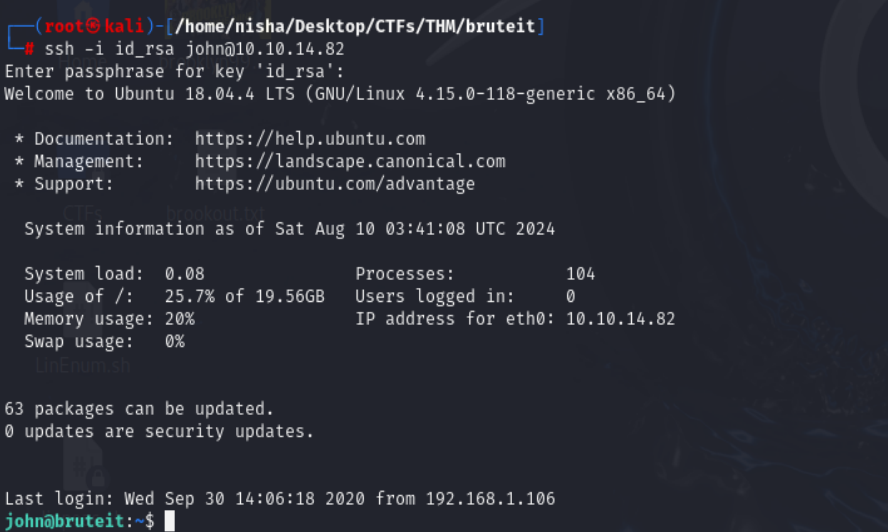 ┌──(root㉿kali)-[/home/nisha/Desktop/CTFs/THM/bruteit]
└─# ssh -i id_rsa john@10.10.14.82
Enter passphrase for key 'id_rsa':
Welcome to Ubuntu 18.04.4 LTS (GNU/Linux 4.15.0-118-generic x86_64)

 * Documentation:  https://help.ubuntu.com
 * Management:     https://landscape.canonical.com
 * Support:        https://ubuntu.com/advantage
CTFs brookout.txt

  System information as of Sat Aug 10 03:41:08 UTC 2024

  System load:  0.08               Processes:           104
  Usage of /:   25.7% of 19.56GB   Users logged in:     0
  Memory usage: 20%                IP address for eth0: 10.10.14.82
  Swap usage:   0%
LinEnum.sh

63 packages can be updated.
0 updates are security updates.


Last login: Wed Sep 30 14:06:18 2020 from 192.168.1.106
john@bruteit:~$